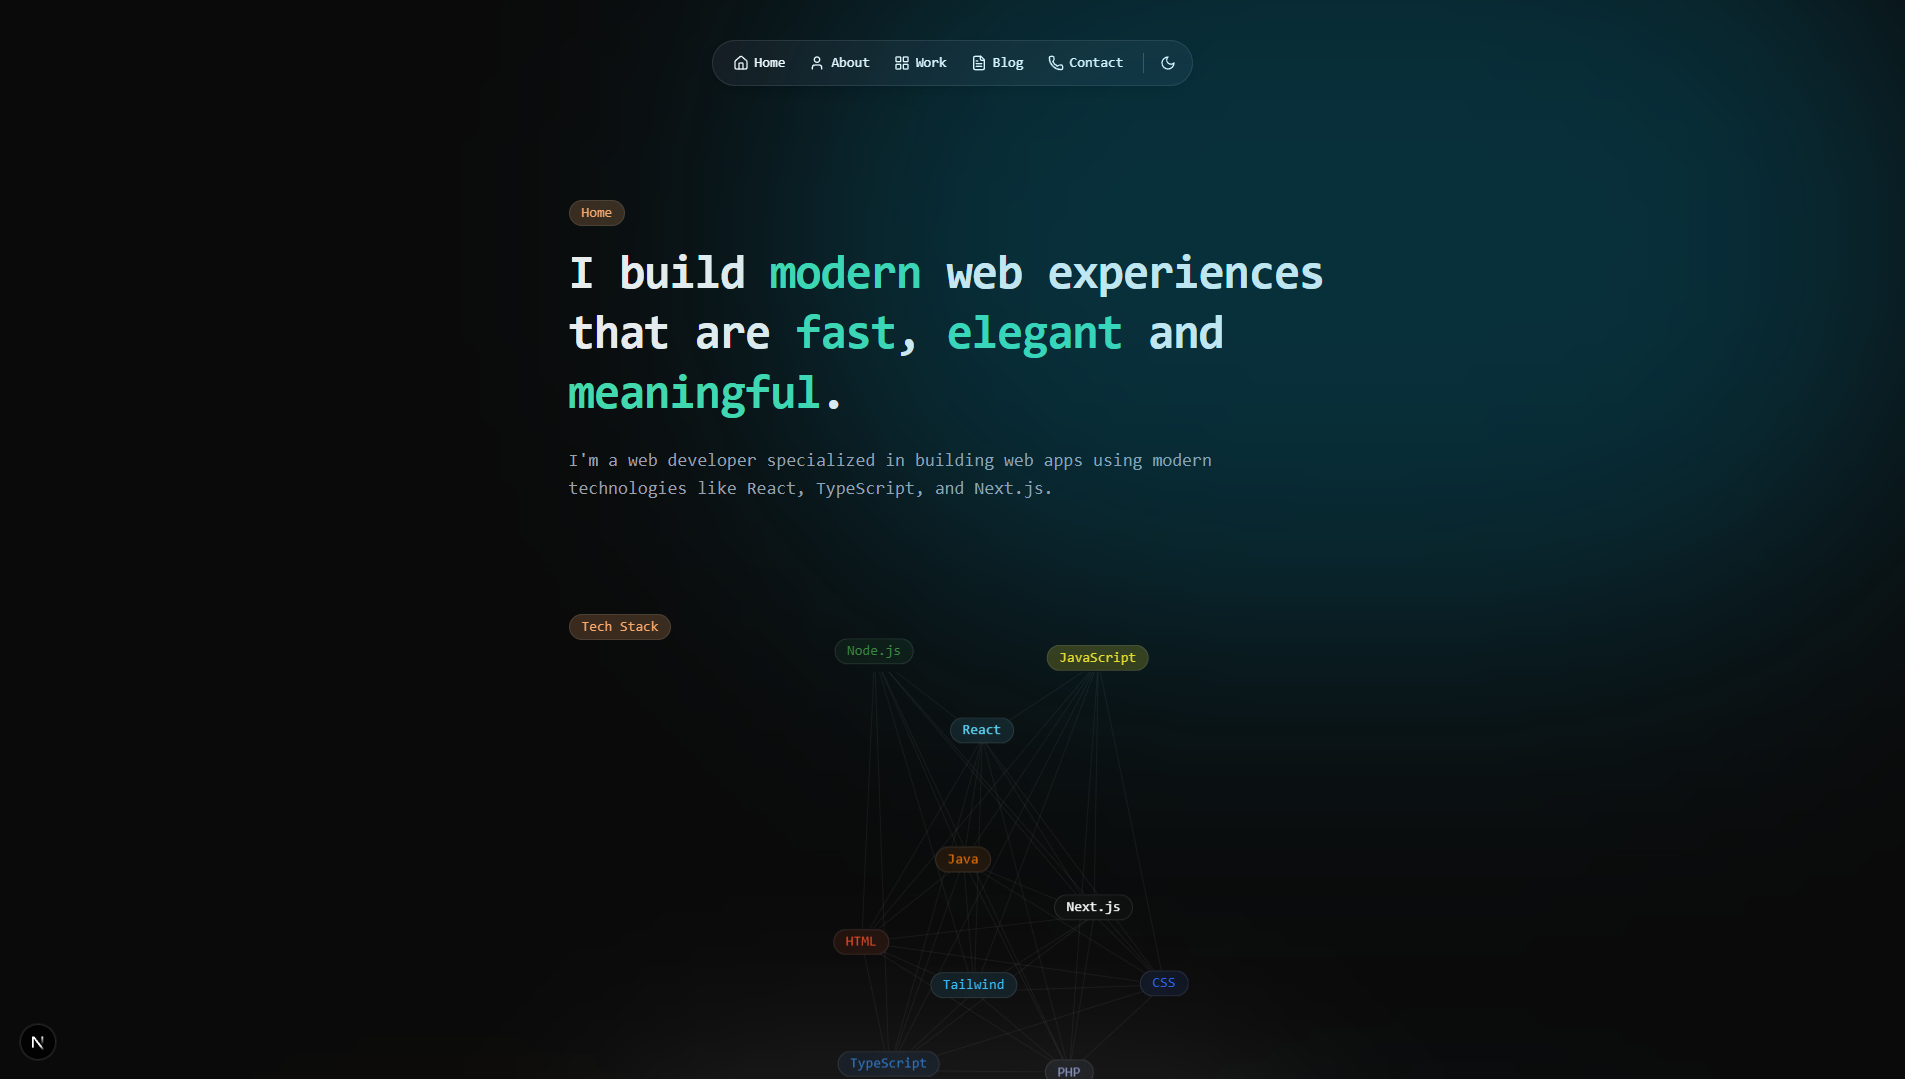 Home
About
Work
Blog
Contact
Home
I build modern web experiences
that are fast, elegant and
meaningful.
I'm a web developer specialized in building web apps using modern
technologies like React, TypeScript, and Next.js.
Tech Stack
Node.js
JavaScript
React
Java
Next.js
HTML
Tailwind
CSS
TypeScript
PHP
N